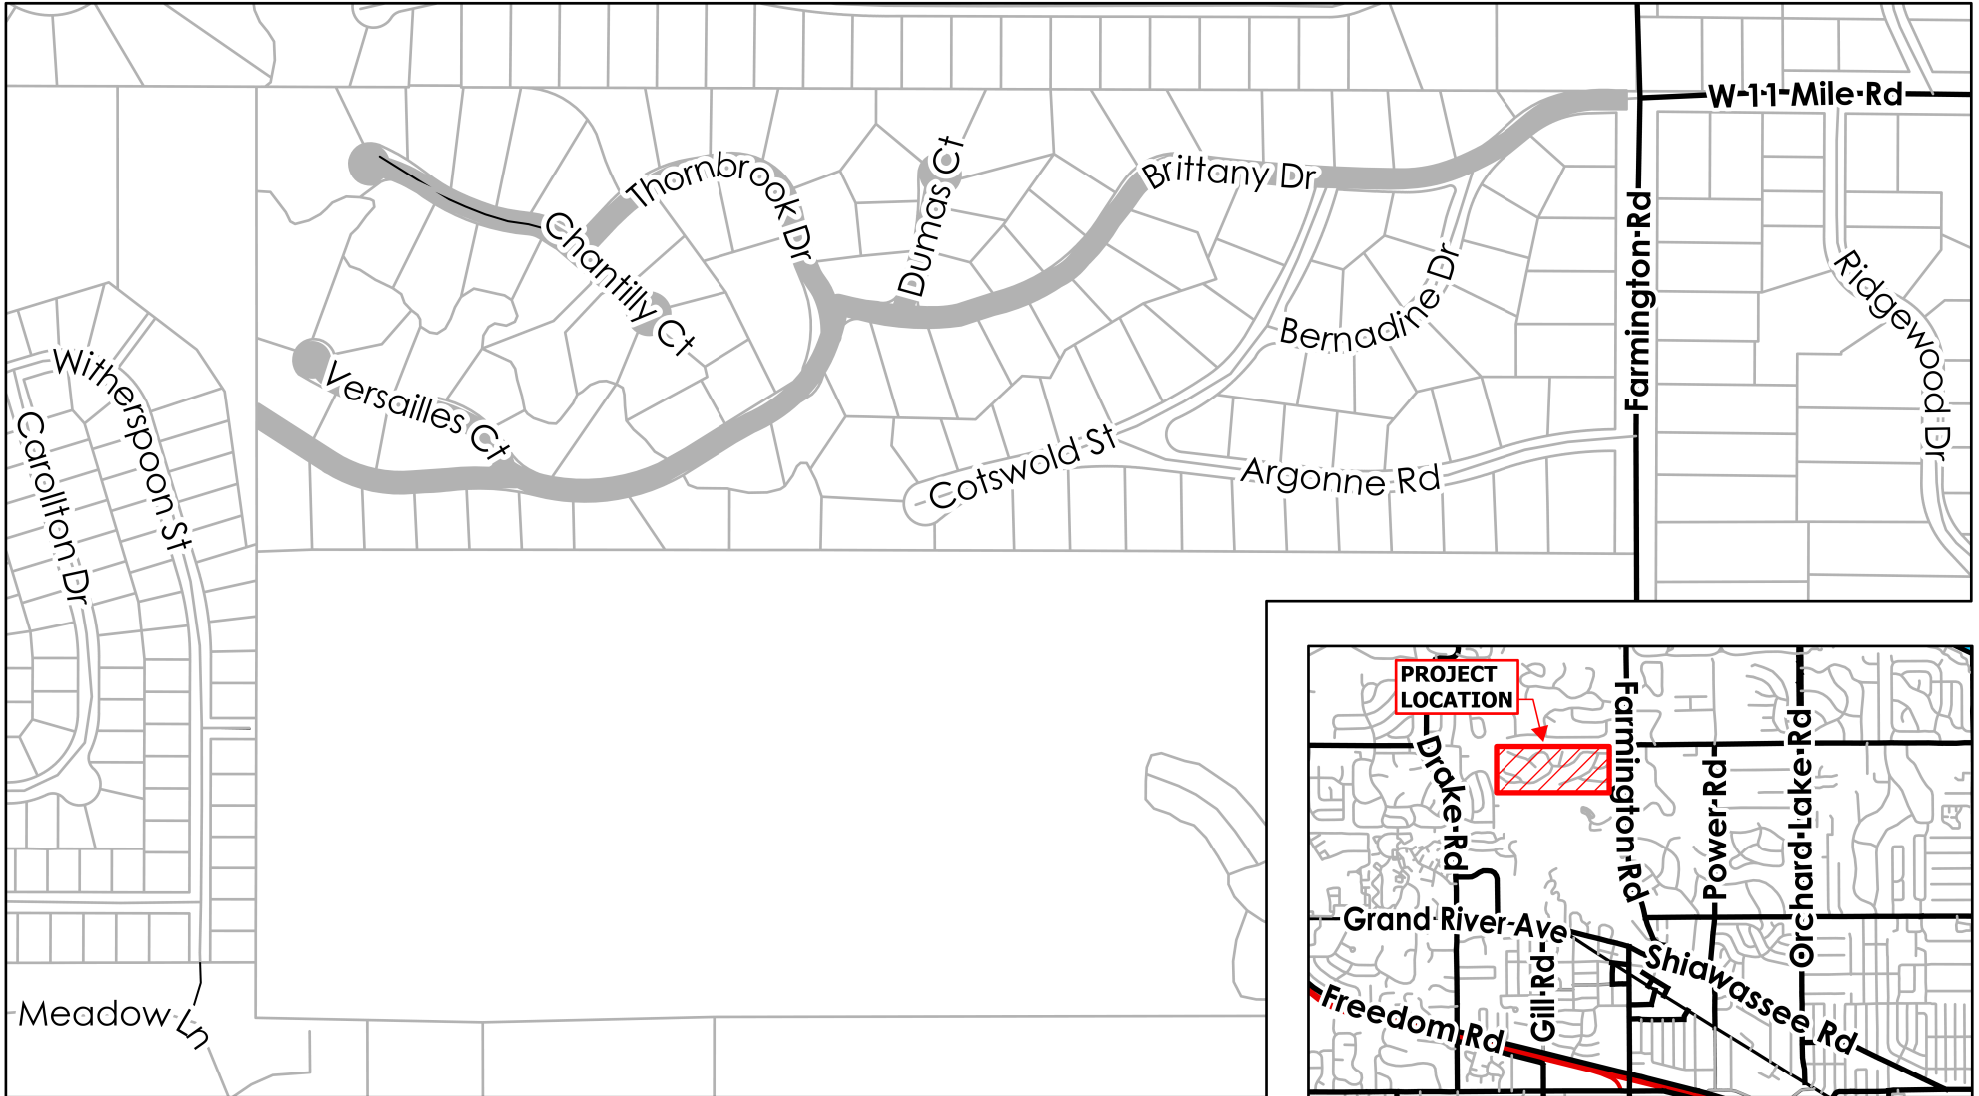 W 11 Mile Rd
Thornbrook Dr
Dumas Ct
Brittany Dr
Chantilly Ct
Farmington Rd
Bernadine Dr
Ridgewood Dr
Witherspoon St
Versailles Ct
Carollton Dr
Cotswold St
Argonne Rd
Meadow Ln
PROJECT
LOCATION
Farmington Rd
Drake Rd
Power Rd
Orchard Lake Rd
Grand River Ave
Gill Rd
Shiawassee Rd
Freedom Rd